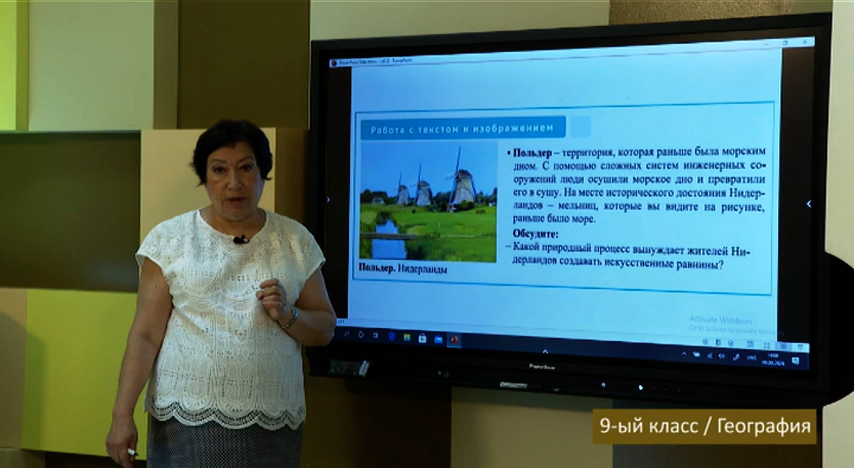 Работа с текстом и изображением
• Польдер – территория, которая раньше была морским
дном. С помощью сложных систем инженерных со-
оружений люди осушили морское дно и превратили
его в сушу. На месте исторического достояния Нидер-
ландов – мельниц, которые вы видите на рисунке,
раньше было море.
Обсудите:
– Какой природный процесс вынуждает жителей Ни-
дерландов создавать искусственные равнины?
Польдер. Нидерланды
Activate Windows
9-ый класс / География